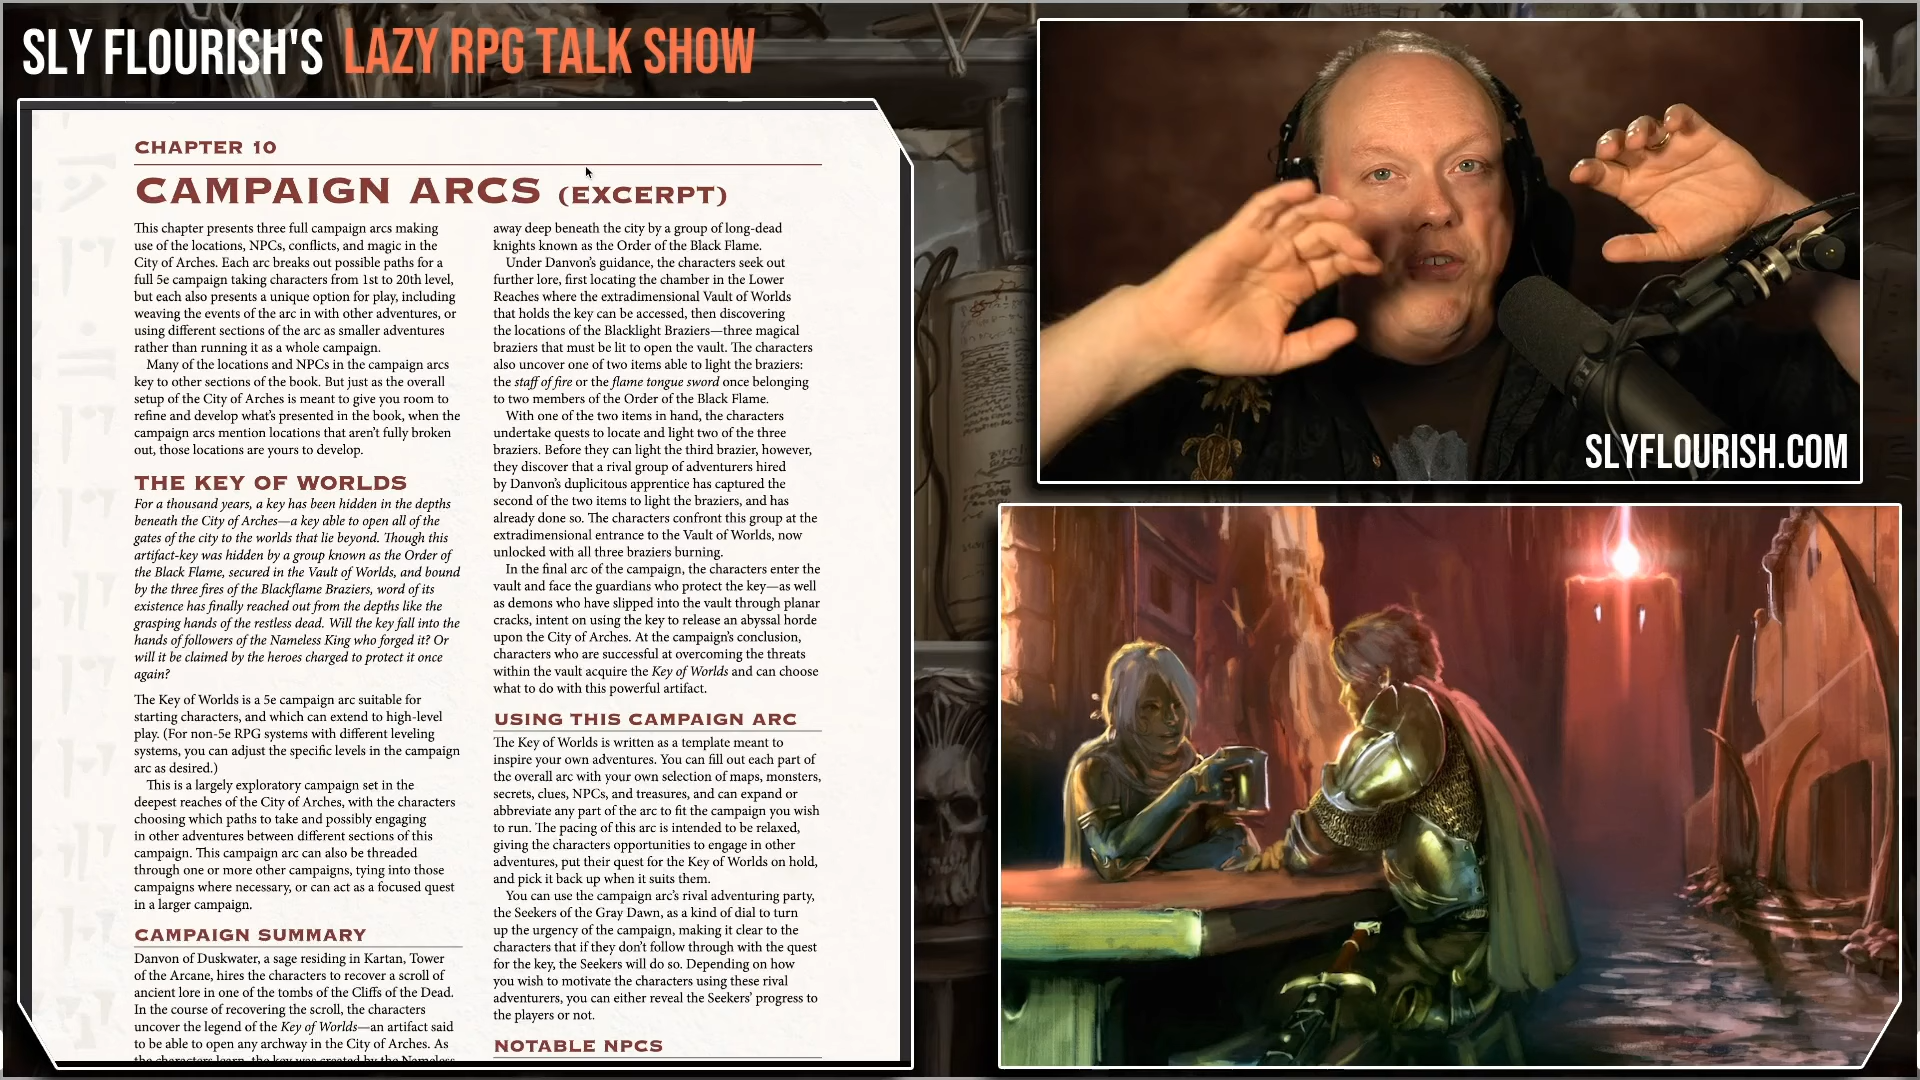 SLY FLOURISH'S LAZY RPG TALK SHOW
CHAPTER 10
CAMPAIGN ARCS (EXCERPT)
This chapter presents three full campaign arcs making
use of the locations, NPCs, conflicts, and magic in the
City of Arches. Each arc breaks out possible paths for a
full 5e campaign taking characters from 1st to 20th level,
but each also presents a unique option for play, including
weaving the events of the arc in with other adventures, or
using different sections of the arc as smaller adventures
rather than running it as a whole campaign.
Many of the locations and NPCs in the campaign arcs
key to other sections of the book. But just as the overall
setup of the City of Arches is meant to give you room to
refine and develop what's presented in the book, when the
campaign arcs mention locations that aren't fully broken
out, those locations are yours to develop.
THE KEY OF WORLDS
For a thousand years, a key has been hidden in the depths
beneath the City of Arches—a key able to open all of the
gates of the city to the worlds that lie beyond. Though this
artifact-key was hidden by a group known as the Order of
the Black Flame, secured in the Vault of Worlds, and bound
by the three fires of the Blackflame Braziers, word of its
existence has finally reached out from the depths like the
grasping hands of the restless dead. Will the key fall into the
hands of followers of the Nameless King who forged it? Or
will it be claimed by the heroes charged to protect it once
again?
The Key of Worlds is a 5e campaign arc suitable for
starting characters, and which can extend to high-level
play. (For non-5e RPG systems with different leveling
systems, you can adjust the specific levels in the campaign
arc as desired.)
This is a largely exploratory campaign set in the
deepest reaches of the City of Arches, with the characters
choosing which paths to take and possibly engaging
in other adventures between different sections of this
campaign. This campaign arc can also be threaded
through one or more other campaigns, tying into those
campaigns where necessary, or can act as a focused quest
in a larger campaign.
CAMPAIGN SUMMARY
Danvon of Duskwater, a sage residing in Kartan, Tower
of the Arcane, hires the characters to recover a scroll of
ancient lore in one of the tombs of the Cliffs of the Dead.
In the course of recovering the scroll, the characters
uncover the legend of the Key of Worlds—an artifact said
to be able to open any archway in the City of Arches. As
the characters learn, the key was created by the Nameless
away deep beneath the city by a group of long-dead
knights known as the Order of the Black Flame.
Under Danvon's guidance, the characters seek out
further lore, first locating the chamber in the Lower
Reaches where the extradimensional Vault of Worlds
that holds the key can be accessed, then discovering
the locations of the Blacklight Braziers—three magical
braziers that must be lit to open the vault. The characters
also uncover one of two items able to light the braziers:
the staff of fire or the flame tongue sword once belonging
to two members of the Order of the Black Flame.
With one of the two items in hand, the characters
undertake quests to locate and light two of the three
braziers. Before they can light the third brazier, however,
they discover that a rival group of adventurers hired
by Danvon's duplicitous apprentice has captured the
second of the two items to light the braziers, and has
already done so. The characters confront this group at the
extradimensional entrance to the Vault of Worlds, now
unlocked with all three braziers burning.
In the final arc of the campaign, the characters enter the
vault and face the guardians who protect the key—as well
as demons who have slipped into the vault through planar
cracks, intent on using the key to release an abyssal horde
upon the City of Arches. At the campaign's conclusion,
characters who are successful at overcoming the threats
within the vault acquire the Key of Worlds and can choose
what to do with this powerful artifact.
USING THIS CAMPAIGN ARC
The Key of Worlds is written as a template meant to
inspire your own adventures. You can fill out each part of
the overall arc with your own selection of maps, monsters,
secrets, clues, NPCs, and treasures, and can expand or
abbreviate any part of the arc to fit the campaign you wish
to run. The pacing of this arc is intended to be relaxed,
giving the characters opportunities to engage in other
adventures, put their quest for the Key of Worlds on hold,
and pick it back up when it suits them.
You can use the campaign arc's rival adventuring party,
the Seekers of the Gray Dawn, as a kind of dial to turn
up the urgency of the campaign, making it clear to the
characters that if they don't follow through with the quest
for the key, the Seekers will do so. Depending on how
you wish to motivate the characters using these rival
adventurers, you can either reveal the Seekers' progress to
the players or not.
NOTABLE NPCS
SLYFLOURISH.COM